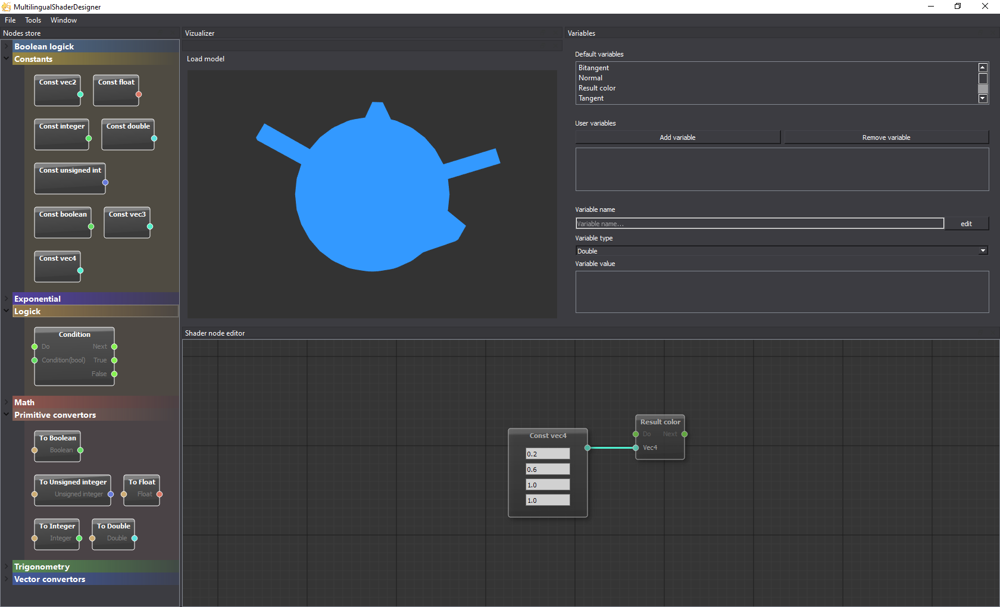 MultilingualShaderDesigner
File Tools Window
Nodes store
Boolean logick
Constants
Const vec2 Const float
Const integer Const double
Const unsigned int
Const boolean Const vec3
Const vec4
Exponential
Logick
Condition
Do Next
Condition(bool) True
False
Math
Primitive convertors
To Boolean
Boolean
To Unsigned integer To Float
Unsigned integer Float
To Integer To Double
Integer Double
Trigonometry
Vector convertors
Vizualizer
Load model
Variables
Default variables
Bitangent
Normal
Result color
Tangent
User variables
Add variable Remove variable
Variable name
Variable name... edit
Variable type
Double
Variable value
Shader node editor
Const vec4
0.2
0.6
1.0
1.0
Result color
Do Next
Vec4